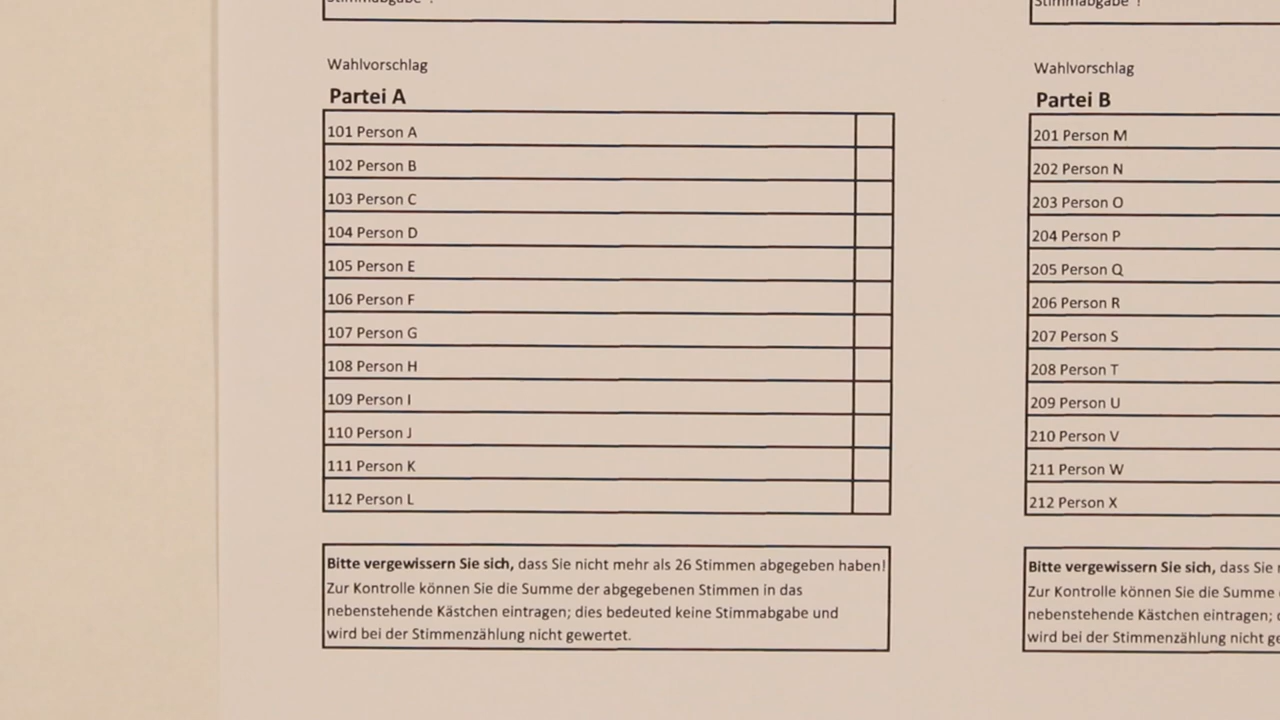 Stimmabgabe !
Wahlvorschlag
Partei A
101 Person A
102 Person B
103 Person C
104 Person D
105 Person E
106 Person F
107 Person G
108 Person H
109 Person I
110 Person J
111 Person K
112 Person L
Bitte vergewissern Sie sich, dass Sie nicht mehr als 26 Stimmen abgegeben haben!
Zur Kontrolle können Sie die Summe der abgegebenen Stimmen in das
nebenstehende Kästchen eintragen; dies bedeuted keine Stimmabgabe und
wird bei der Stimmenzählung nicht gewertet.
Stimmabgabe !
Wahlvorschlag
Partei B
201 Person M
202 Person N
203 Person O
204 Person P
205 Person Q
206 Person R
207 Person S
208 Person T
209 Person U
210 Person V
211 Person W
212 Person X
Bitte vergewissern Sie sich, dass Sie
Zur Kontrolle können Sie die Summe
nebenstehende Kästchen eintragen;
wird bei der Stimmenzählung nicht